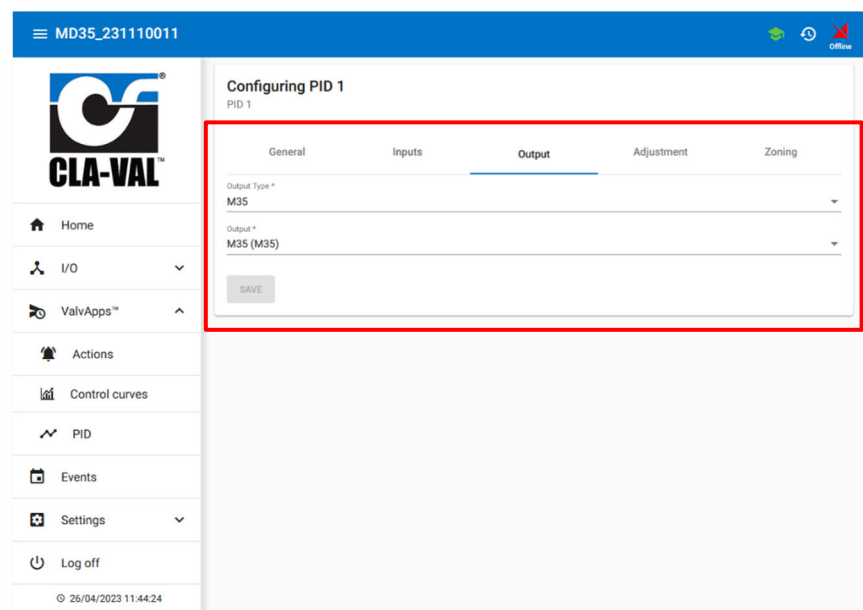 MD35_231110011
Offline
CLA-VAL™
®
Home
I/O
ValvApps™
Actions
Control curves
PID
Events
Settings
Log off
26/04/2023 11:44:24
Configuring PID 1
PID 1
General Inputs Output Adjustment Zoning
Output Type *
M35
Output *
M35 (M35)
SAVE